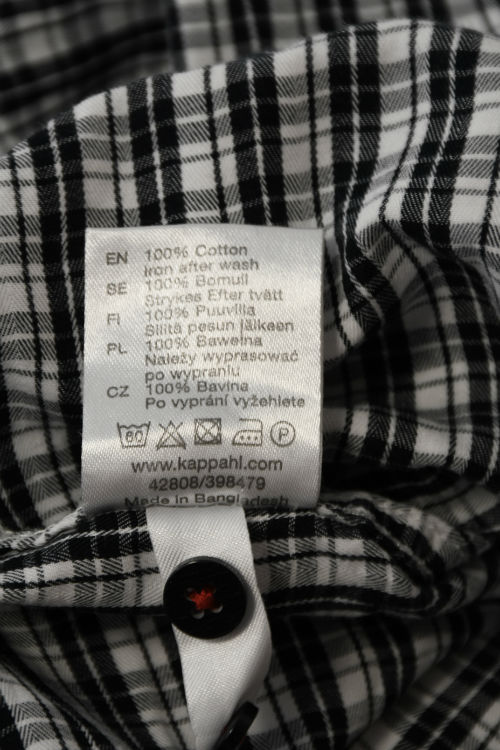 EN 100% Cotton
Iron after wash
SE 100% Bomull
Strykes Efter tvätt
FI 100% Puuvilla
Silitä pesun jälkeen
PL 100% Bawełna
Należy wyprasować
po wypraniu
CZ 100% Bavlna
Po vyprání vyžehlete
60 P
www.kappahl.com
42808/398479
Made in Bangladesh